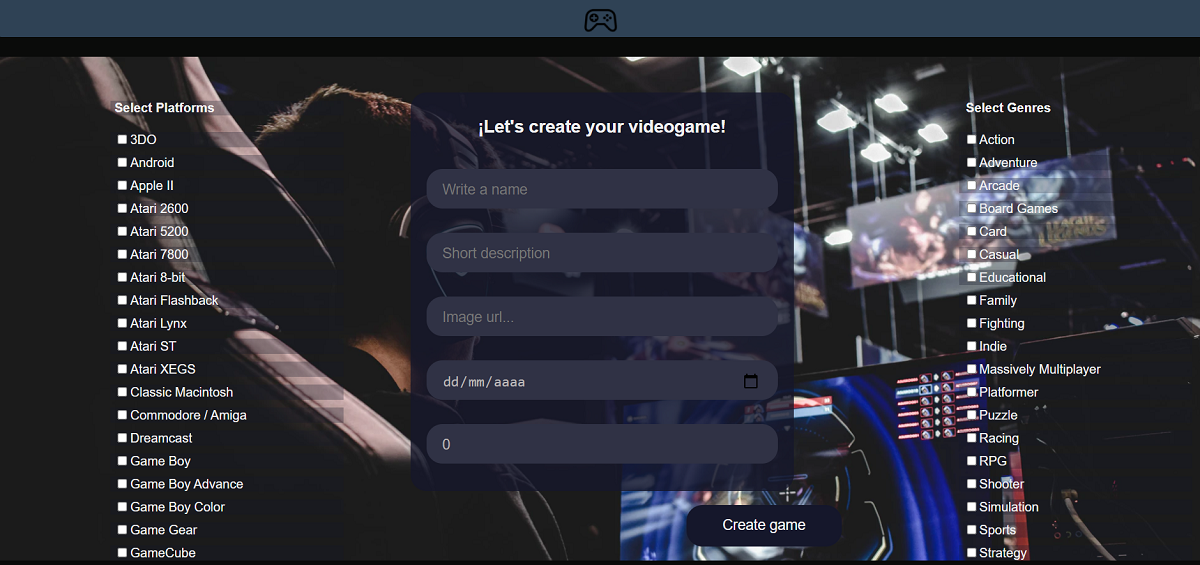 Select Platforms
3DO
Android
Apple II
Atari 2600
Atari 5200
Atari 7800
Atari 8-bit
Atari Flashback
Atari Lynx
Atari ST
Atari XEGS
Classic Macintosh
Commodore / Amiga
Dreamcast
Game Boy
Game Boy Advance
Game Boy Color
Game Gear
GameCube
¡Let's create your videogame!
Write a name
Short description
Image url...
dd/mm/aaaa
0
Create game
Select Genres
Action
Adventure
Arcade
Board Games
Card
Casual
Educational
Family
Fighting
Indie
Massively Multiplayer
Platformer
Puzzle
Racing
RPG
Shooter
Simulation
Sports
Strategy